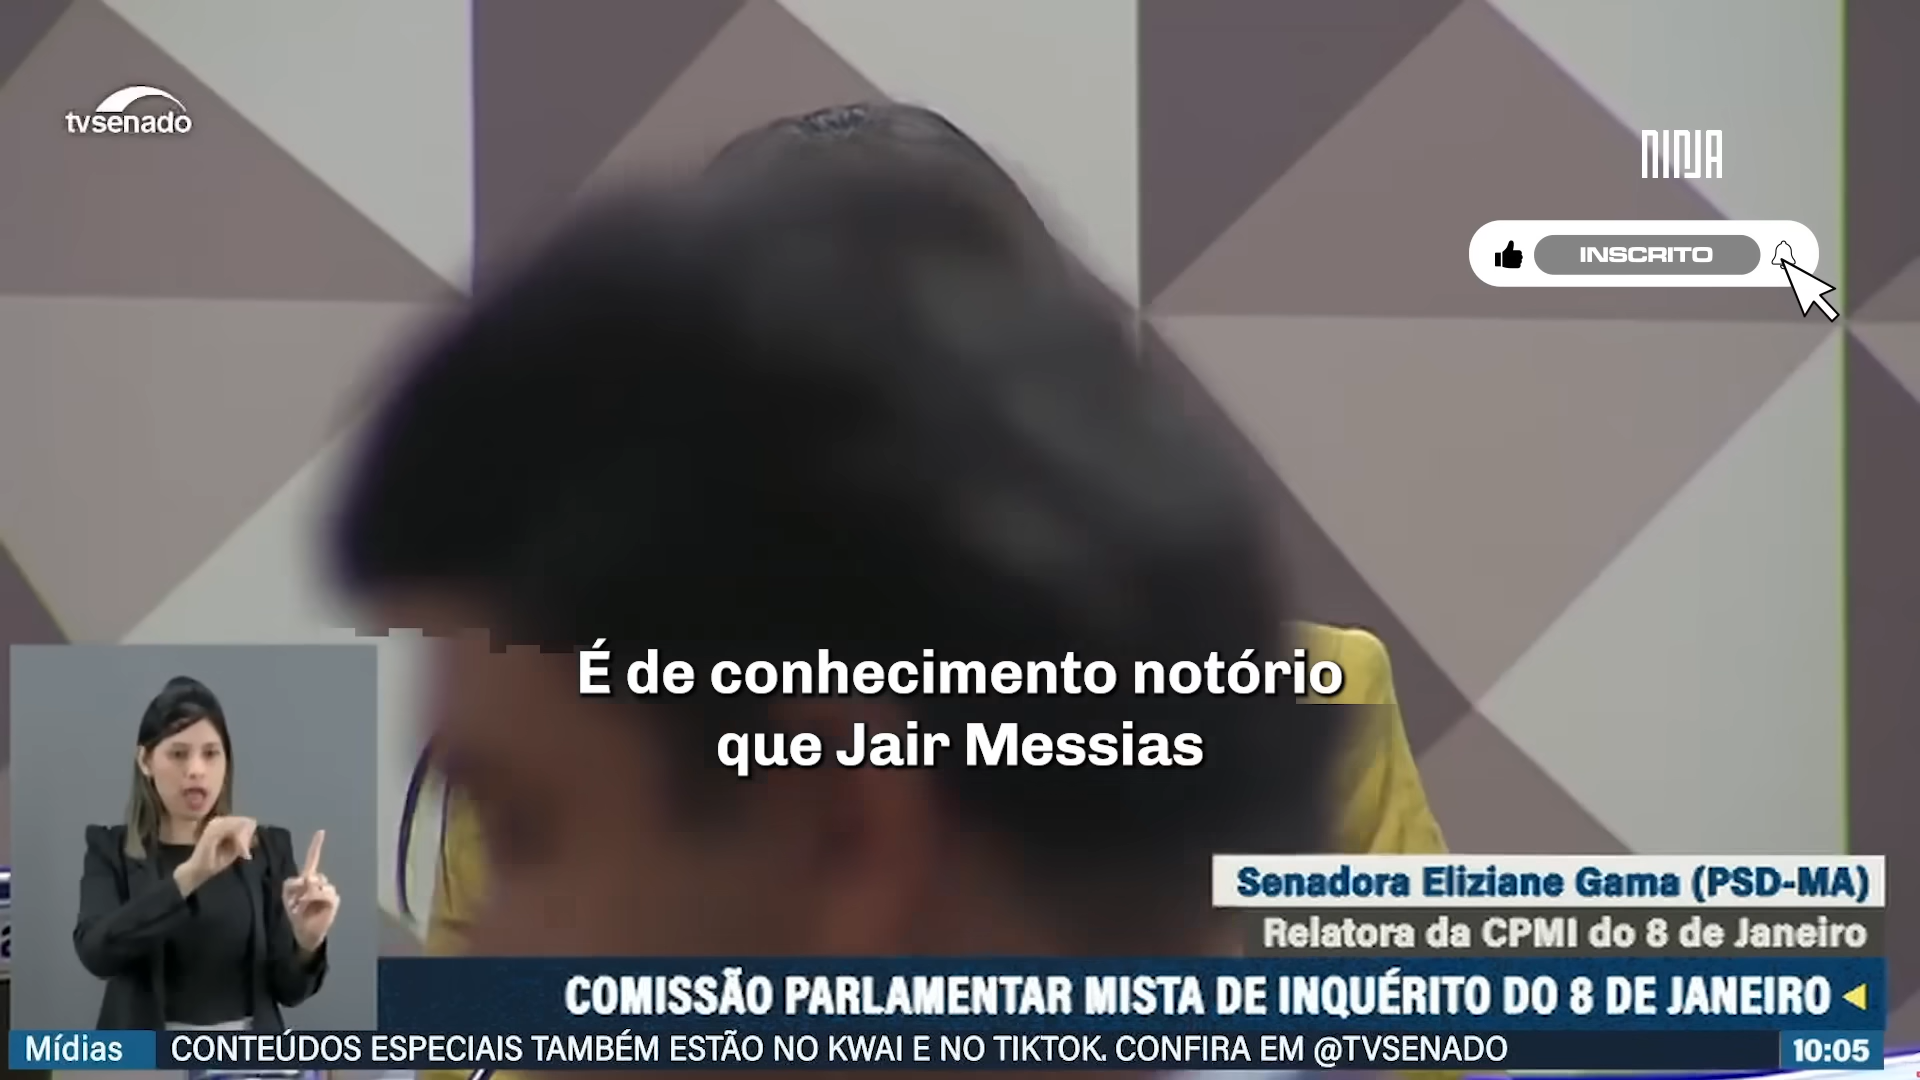 tvsenado
NINJA
INSCRITO
É de conhecimento notório
que Jair Messias
Senadora Eliziane Gama (PSD-MA)
Relatora da CPMI do 8 de Janeiro
COMISSÃO PARLAMENTAR MISTA DE INQUÉRITO DO 8 DE JANEIRO
Mídias CONTEÚDOS ESPECIAIS TAMBÉM ESTÃO NO KWAI E NO TIKTOK. CONFIRA EM @TVSENADO 10:05